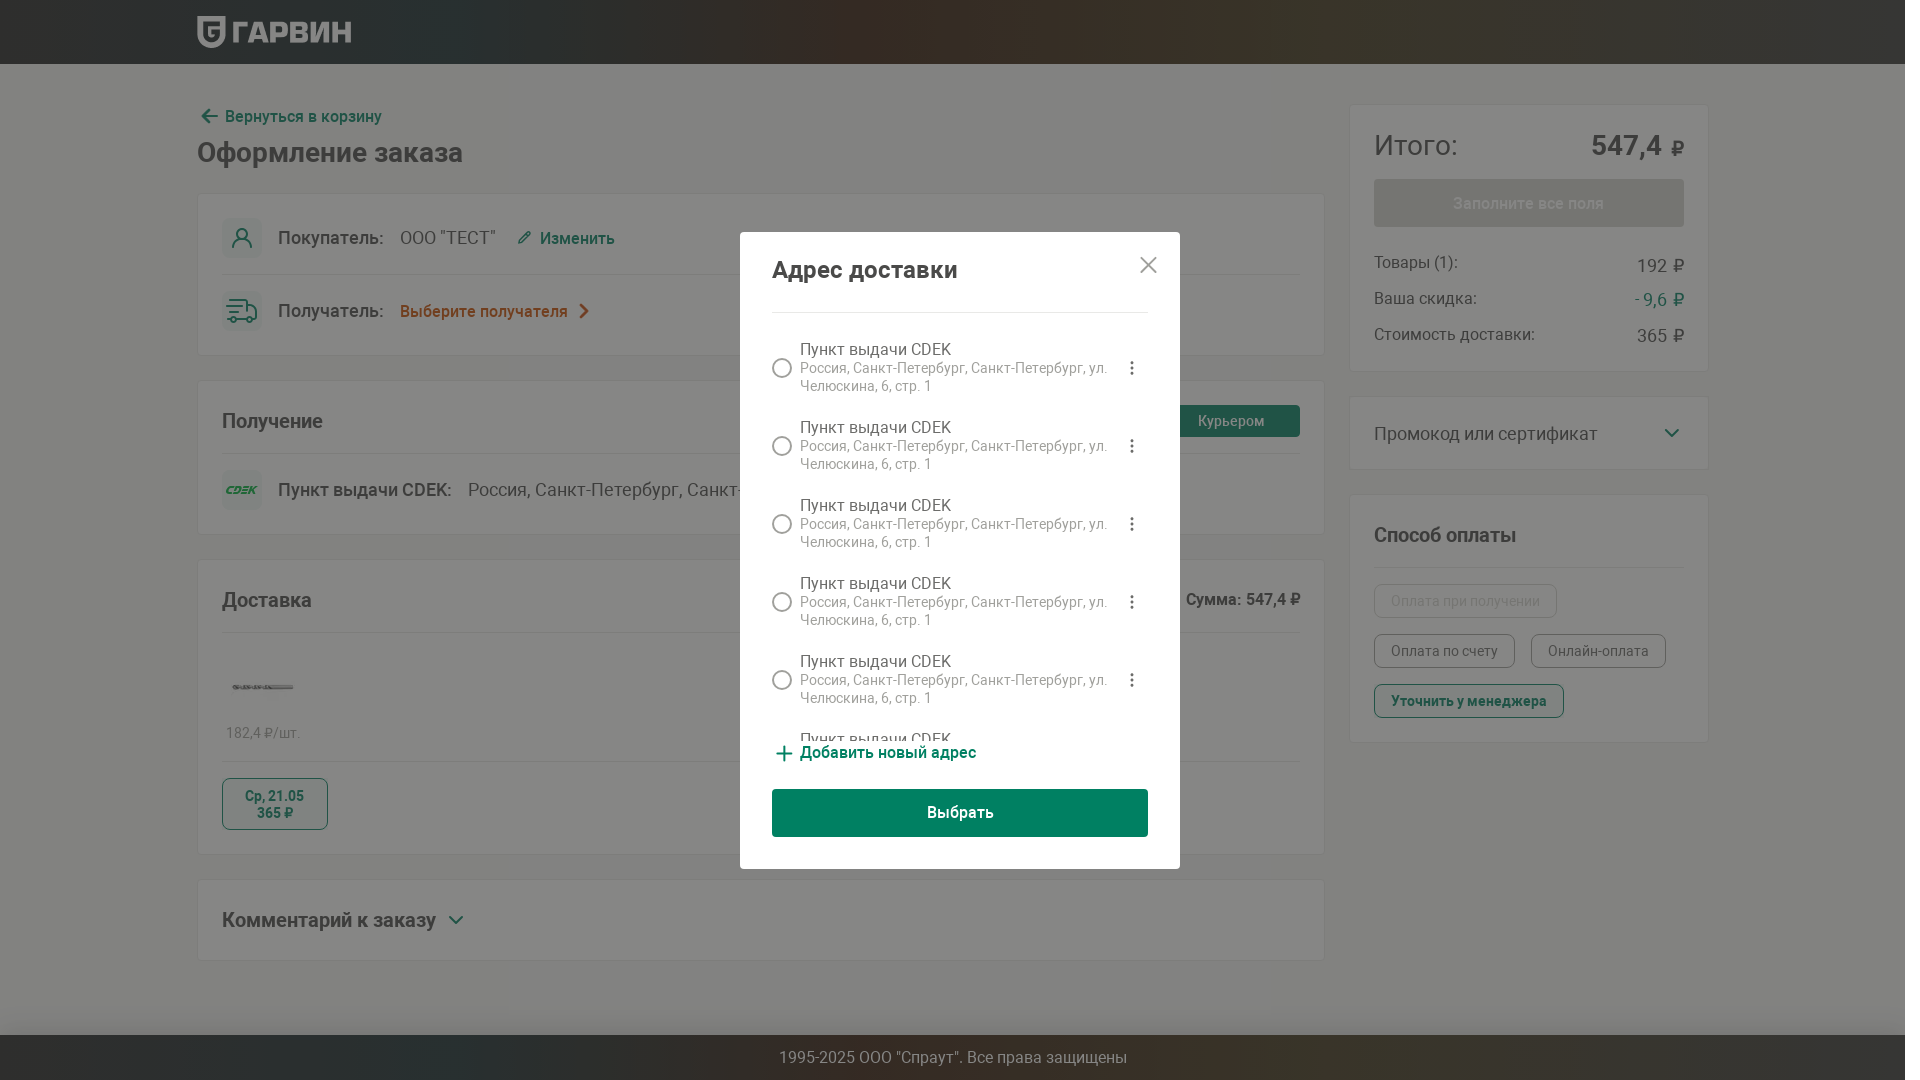 ГАРВИН
Вернуться в корзину
Оформление заказа
Покупатель: ООО "ТЕСТ" Изменить
Получатель: Выберите получателя
Получение
Курьером
CDEK Пункт выдачи CDEK: Россия, Санкт-Петербург, Санкт-
Доставка
Сумма: 547,4 ₽
182,4 ₽/шт.
Ср, 21.05
365 ₽
Комментарий к заказу
Адрес доставки
Пункт выдачи CDEK
Россия, Санкт-Петербург, Санкт-Петербург, ул.
Челюскина, 6, стр. 1
Пункт выдачи CDEK
Россия, Санкт-Петербург, Санкт-Петербург, ул.
Челюскина, 6, стр. 1
Пункт выдачи CDEK
Россия, Санкт-Петербург, Санкт-Петербург, ул.
Челюскина, 6, стр. 1
Пункт выдачи CDEK
Россия, Санкт-Петербург, Санкт-Петербург, ул.
Челюскина, 6, стр. 1
Пункт выдачи CDEK
Россия, Санкт-Петербург, Санкт-Петербург, ул.
Челюскина, 6, стр. 1
Пункт выдачи CDEK
Добавить новый адрес
Выбрать
Итого: 547,4 ₽
Заполните все поля
Товары (1): 192 ₽
Ваша скидка: - 9,6 ₽
Стоимость доставки: 365 ₽
Промокод или сертификат
Способ оплаты
Оплата при получении
Оплата по счету Онлайн-оплата
Уточнить у менеджера
1995-2025 ООО "Спраут". Все права защищены